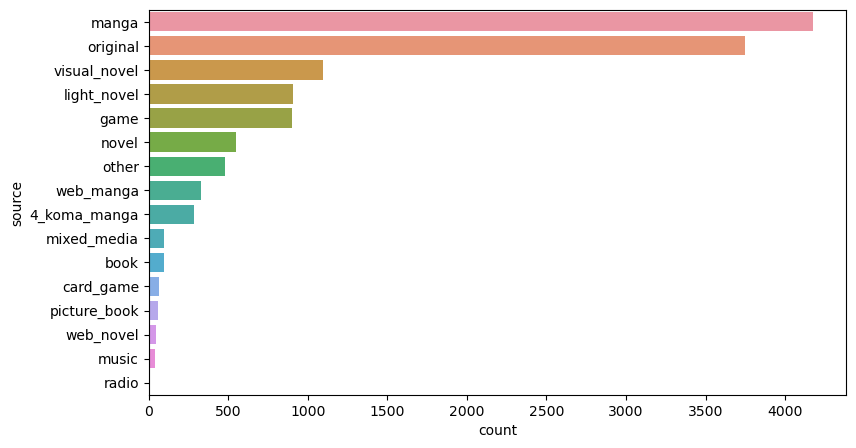 manga
original
visual_novel
light_novel
game
novel
other
web_manga
4_koma_manga
mixed_media
book
card_game
picture_book
web_novel
music
radio
source
0 500 1000 1500 2000 2500 3000 3500 4000
count